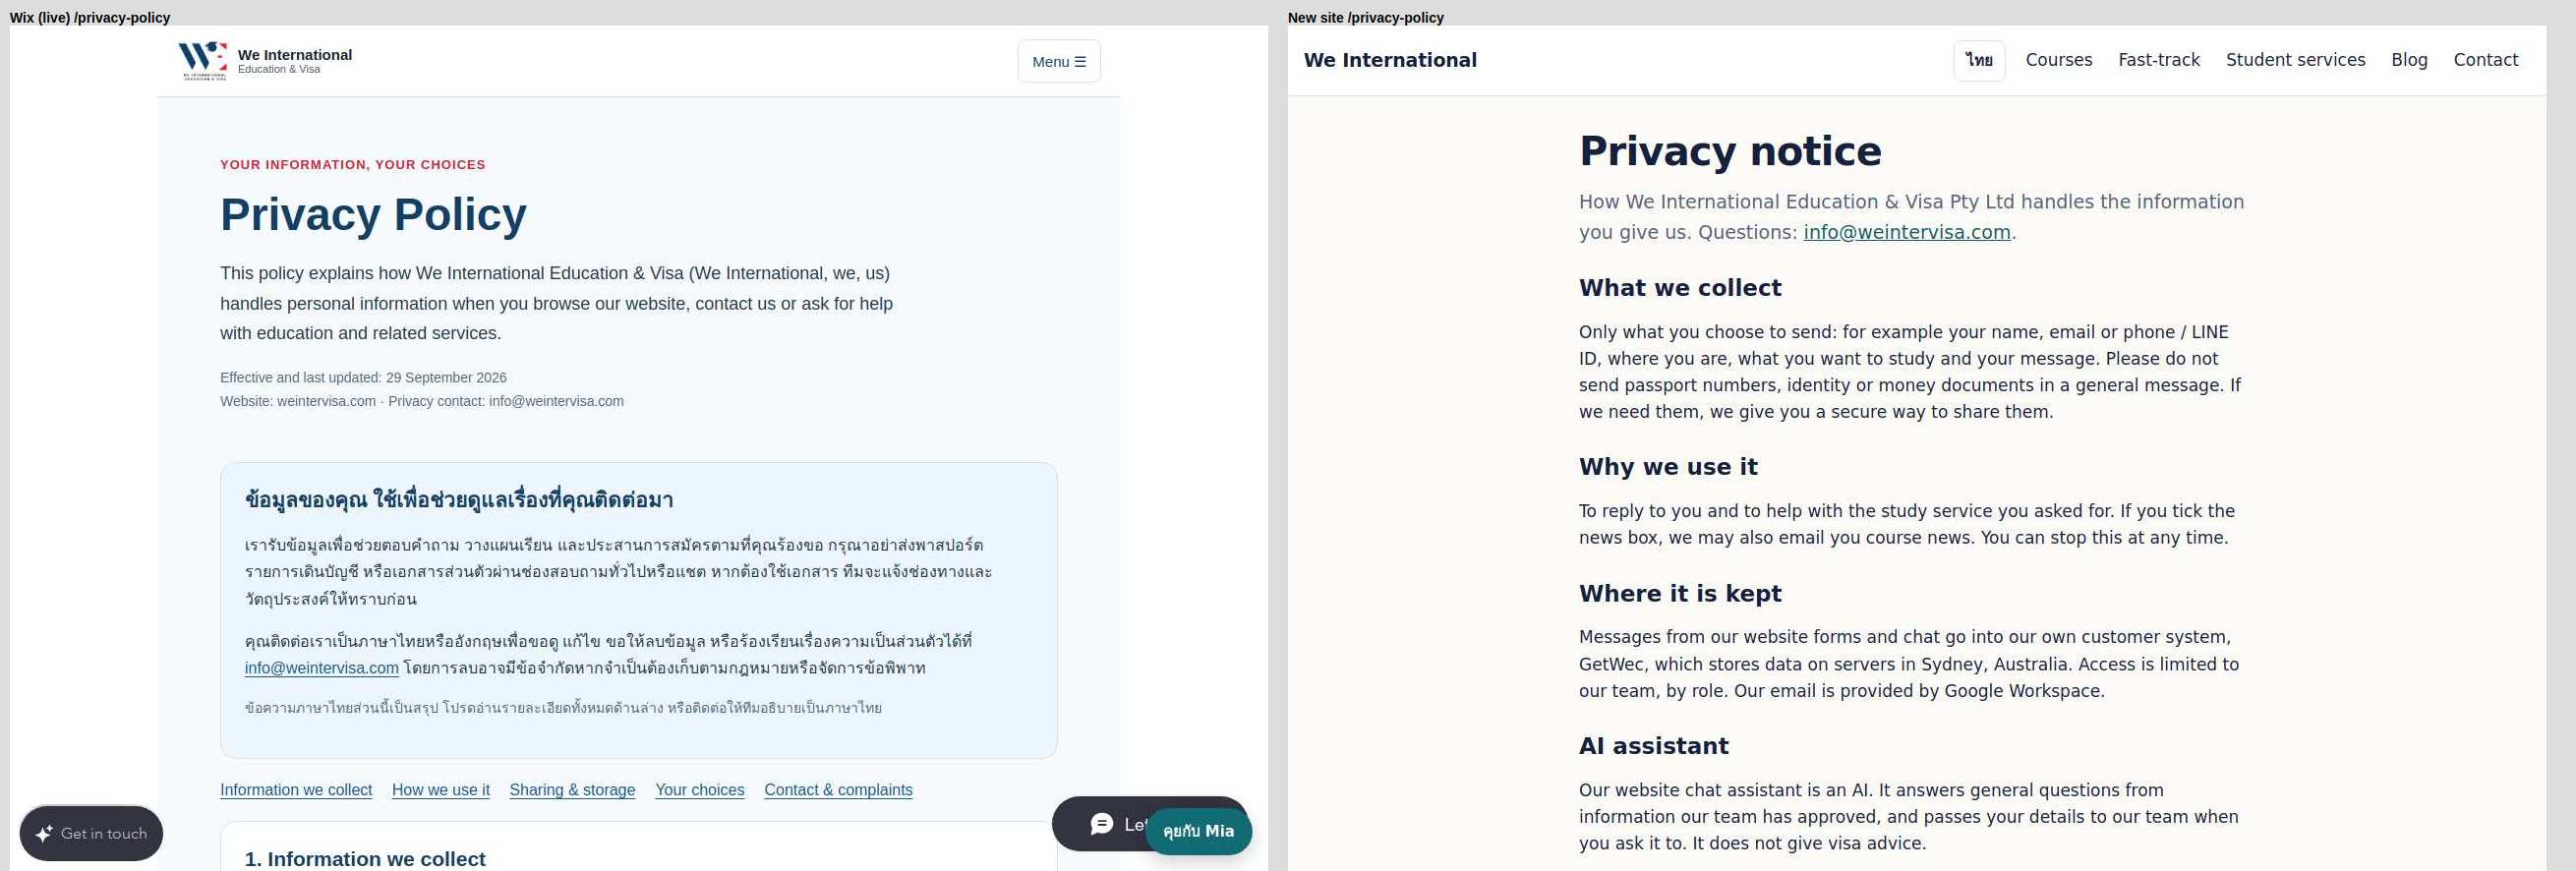 Wix (live) /privacy-policy
We International
Education & Visa
Menu ☰
YOUR INFORMATION, YOUR CHOICES
Privacy Policy
This policy explains how We International Education & Visa (We International, we, us)
handles personal information when you browse our website, contact us or ask for help
with education and related services.
Effective and last updated: 29 September 2026
Website: weintervisa.com · Privacy contact: info@weintervisa.com
ข้อมูลของคุณ ใช้เพื่อช่วยดูแลเรื่องที่คุณติดต่อมา
เรารับข้อมูลเพื่อช่วยตอบคำถาม วางแผนเรียน และประสานการสมัครตามที่คุณร้องขอ กรุณาอย่าส่งพาสปอร์ต
รายการเดินบัญชี หรือเอกสารส่วนตัวผ่านช่องสอบถามทั่วไปหรือแชต หากต้องใช้เอกสาร ทีมจะแจ้งช่องทางและ
วัตถุประสงค์ให้ทราบก่อน
คุณติดต่อเราเป็นภาษาไทยหรืออังกฤษเพื่อขอดู แก้ไข ขอให้ลบข้อมูล หรือร้องเรียนเรื่องความเป็นส่วนตัวได้ที่
info@weintervisa.com โดยการลบอาจมีข้อจำกัดหากจำเป็นต้องเก็บตามกฎหมายหรือจัดการข้อพิพาท
ข้อความภาษาไทยส่วนนี้เป็นสรุป โปรดอ่านรายละเอียดทั้งหมดด้านล่าง หรือติดต่อให้ทีมอธิบายเป็นภาษาไทย
Information we collect How we use it Sharing & storage Your choices Contact & complaints
Get in touch
คุยกับ Mia
1. Information we collect
New site /privacy-policy
We International
ไทย Courses Fast-track Student services Blog Contact
Privacy notice
How We International Education & Visa Pty Ltd handles the information
you give us. Questions: info@weintervisa.com.
What we collect
Only what you choose to send: for example your name, email or phone / LINE
ID, where you are, what you want to study and your message. Please do not
send passport numbers, identity or money documents in a general message. If
we need them, we give you a secure way to share them.
Why we use it
To reply to you and to help with the study service you asked for. If you tick the
news box, we may also email you course news. You can stop this at any time.
Where it is kept
Messages from our website forms and chat go into our own customer system,
GetWec, which stores data on servers in Sydney, Australia. Access is limited to
our team, by role. Our email is provided by Google Workspace.
AI assistant
Our website chat assistant is an AI. It answers general questions from
information our team has approved, and passes your details to our team when
you ask it to. It does not give visa advice.